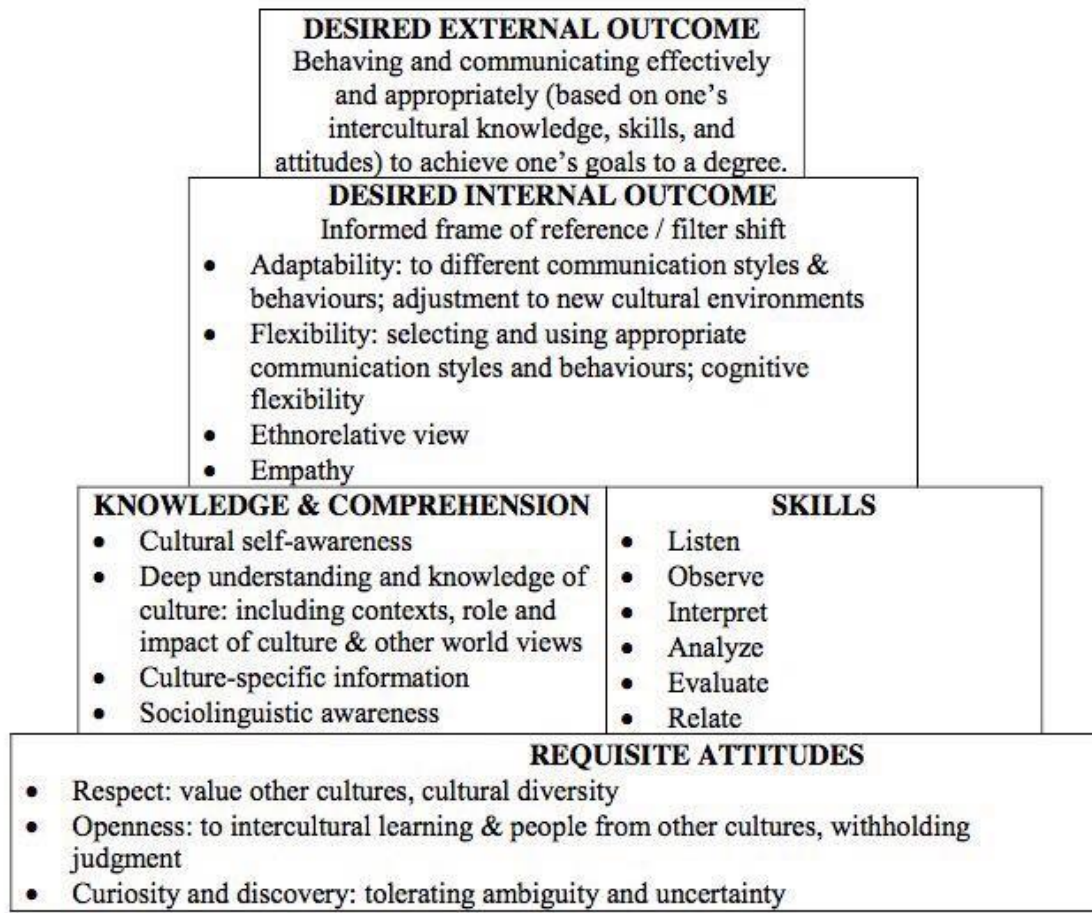 DESIRED EXTERNAL OUTCOME
Behaving and communicating effectively
and appropriately (based on one's
intercultural knowledge, skills, and
attitudes) to achieve one's goals to a degree.
DESIRED INTERNAL OUTCOME
Informed frame of reference / filter shift
• Adaptability: to different communication styles &
behaviours; adjustment to new cultural environments
• Flexibility: selecting and using appropriate
communication styles and behaviours; cognitive
flexibility
• Ethnorelative view
• Empathy
KNOWLEDGE & COMPREHENSION
• Cultural self-awareness
• Deep understanding and knowledge of
culture: including contexts, role and
impact of culture & other world views
• Culture-specific information
• Sociolinguistic awareness
SKILLS
• Listen
• Observe
• Interpret
• Analyze
• Evaluate
• Relate
REQUISITE ATTITUDES
• Respect: value other cultures, cultural diversity
• Openness: to intercultural learning & people from other cultures, withholding
judgment
• Curiosity and discovery: tolerating ambiguity and uncertainty